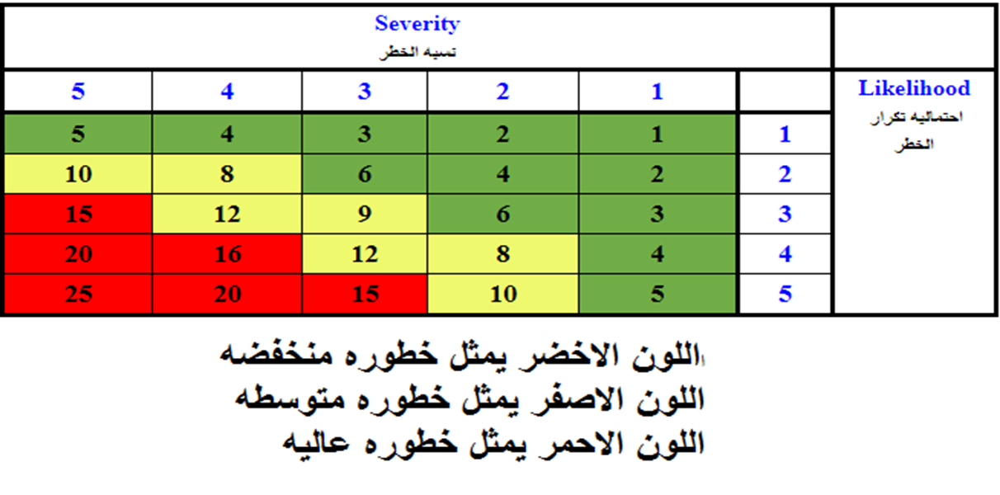 Severity
نسبه الخطر
5 4 3 2 1
Likelihood
احتماليه تكرار
الخطر
5 4 3 2 1 1
10 8 6 4 2 2
15 12 9 6 3 3
20 16 12 8 4 4
25 20 15 10 5 5
اللون الاخضر يمثل خطوره منخفضه
اللون الاصفر يمثل خطوره متوسطه
اللون الاحمر يمثل خطوره عاليه